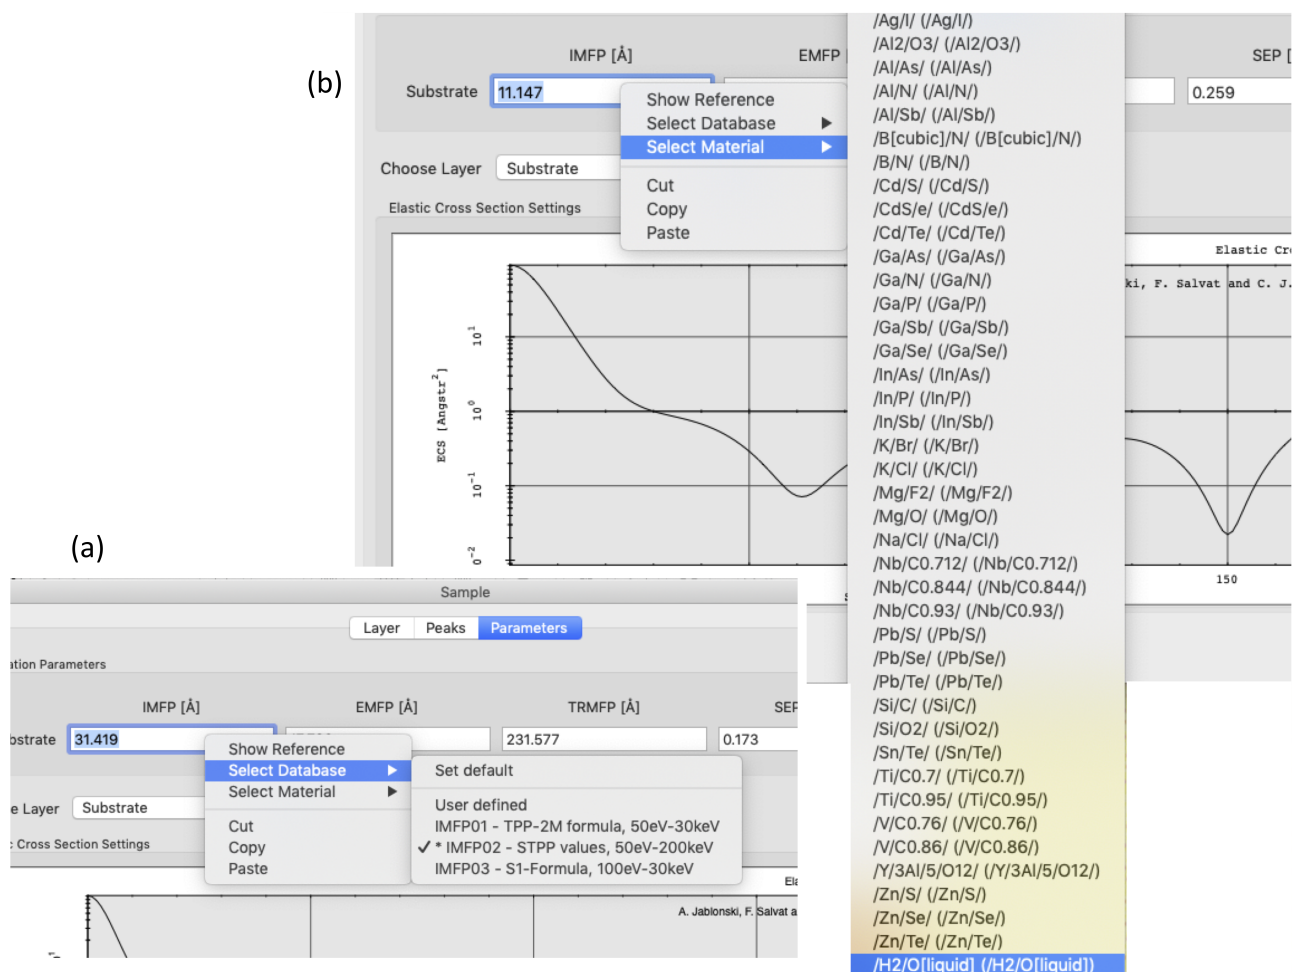 (b)
IMFP [Å]
EMFP
SEP [
Substrate
11.147
0.259
Show Reference
Select Database
Select Material
Cut
Copy
Paste
Choose Layer
Substrate
Elastic Cross Section Settings
Elastic Cr
ki, F. Salvat and C. J.
ECS [Angstr2]
10^1
10^0
10^-1
0^-2
150
/Ag/I/ (/Ag/I/)
/Al2/O3/ (/Al2/O3/)
/Al/As/ (/Al/As/)
/Al/N/ (/Al/N/)
/Al/Sb/ (/Al/Sb/)
/B[cubic]/N/ (/B[cubic]/N/)
/B/N/ (/B/N/)
/Cd/S/ (/Cd/S/)
/CdS/e/ (/CdS/e/)
/Cd/Te/ (/Cd/Te/)
/Ga/As/ (/Ga/As/)
/Ga/N/ (/Ga/N/)
/Ga/P/ (/Ga/P/)
/Ga/Sb/ (/Ga/Sb/)
/Ga/Se/ (/Ga/Se/)
/In/As/ (/In/As/)
/In/P/ (/In/P/)
/In/Sb/ (/In/Sb/)
/K/Br/ (/K/Br/)
/K/Cl/ (/K/Cl/)
/Mg/F2/ (/Mg/F2/)
/Mg/O/ (/Mg/O/)
/Na/Cl/ (/Na/Cl/)
/Nb/C0.712/ (/Nb/C0.712/)
/Nb/C0.844/ (/Nb/C0.844/)
/Nb/C0.93/ (/Nb/C0.93/)
/Pb/S/ (/Pb/S/)
/Pb/Se/ (/Pb/Se/)
/Pb/Te/ (/Pb/Te/)
/Si/C/ (/Si/C/)
/Si/O2/ (/Si/O2/)
/Sn/Te/ (/Sn/Te/)
/Ti/C0.7/ (/Ti/C0.7/)
/Ti/C0.95/ (/Ti/C0.95/)
/V/C0.76/ (/V/C0.76/)
/V/C0.86/ (/V/C0.86/)
/Y/3Al/5/O12/ (/Y/3Al/5/O12/)
/Zn/S/ (/Zn/S/)
/Zn/Se/ (/Zn/Se/)
/Zn/Te/ (/Zn/Te/)
/H2/O[liquid] (/H2/O[liquid])
(a)
Sample
Layer
Peaks
Parameters
ation Parameters
IMFP [Å]
EMFP [Å]
TRMFP [Å]
SEP
bstrate
31.419
231.577
0.173
Show Reference
Select Database
Select Material
Cut
Copy
Paste
Set default
User defined
IMFP01 - TPP-2M formula, 50eV-30keV
✓ * IMFP02 - STPP values, 50eV-200keV
IMFP03 - S1-Formula, 100eV-30keV
e Layer
Substrate
Cross Section Settings
Ela
A. Jablonski, F. Salvat a